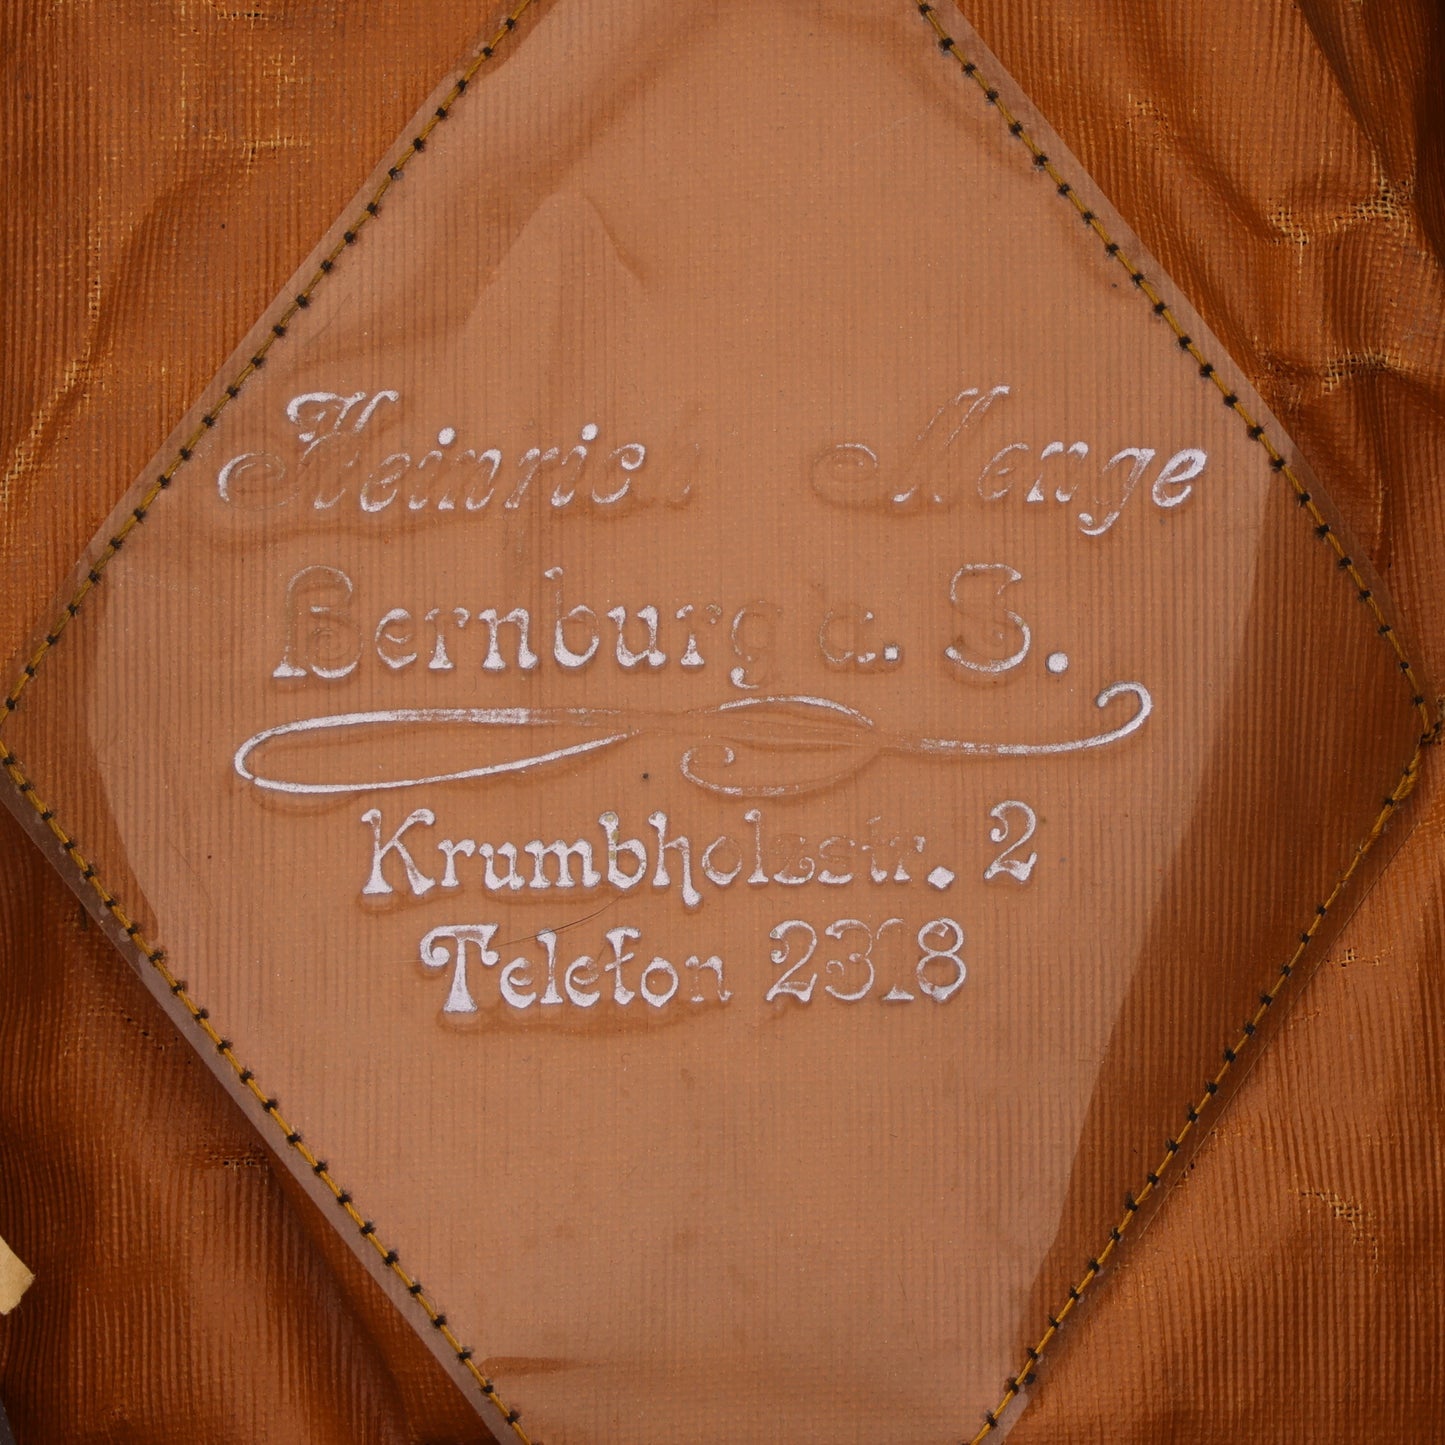 Heinrich Menge
Bernburg a. S.
Krumbholzstr. 2
Telefon 2318